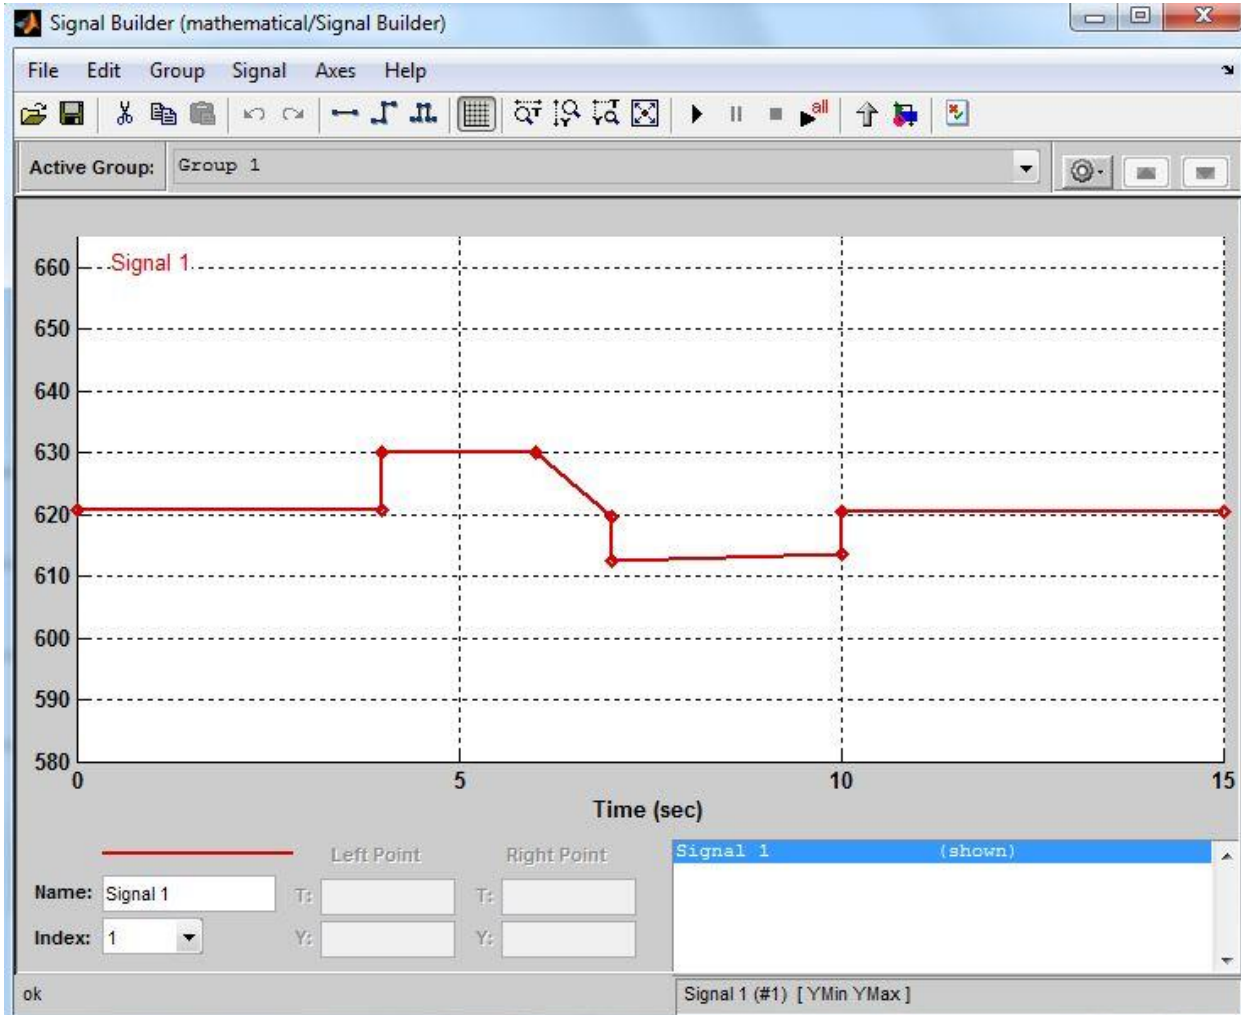 Signal Builder (mathematical/Signal Builder)
File Edit Group Signal Axes Help
all
Active Group: Group 1
Signal 1
660
650
640
630
620
610
600
590
580
0 5 10 15
Time (sec)
Left Point Right Point
Signal 1 (shown)
Name: Signal 1 T: T:
Index: 1 Y: Y:
ok
Signal 1 (#1) [ YMin YMax ]